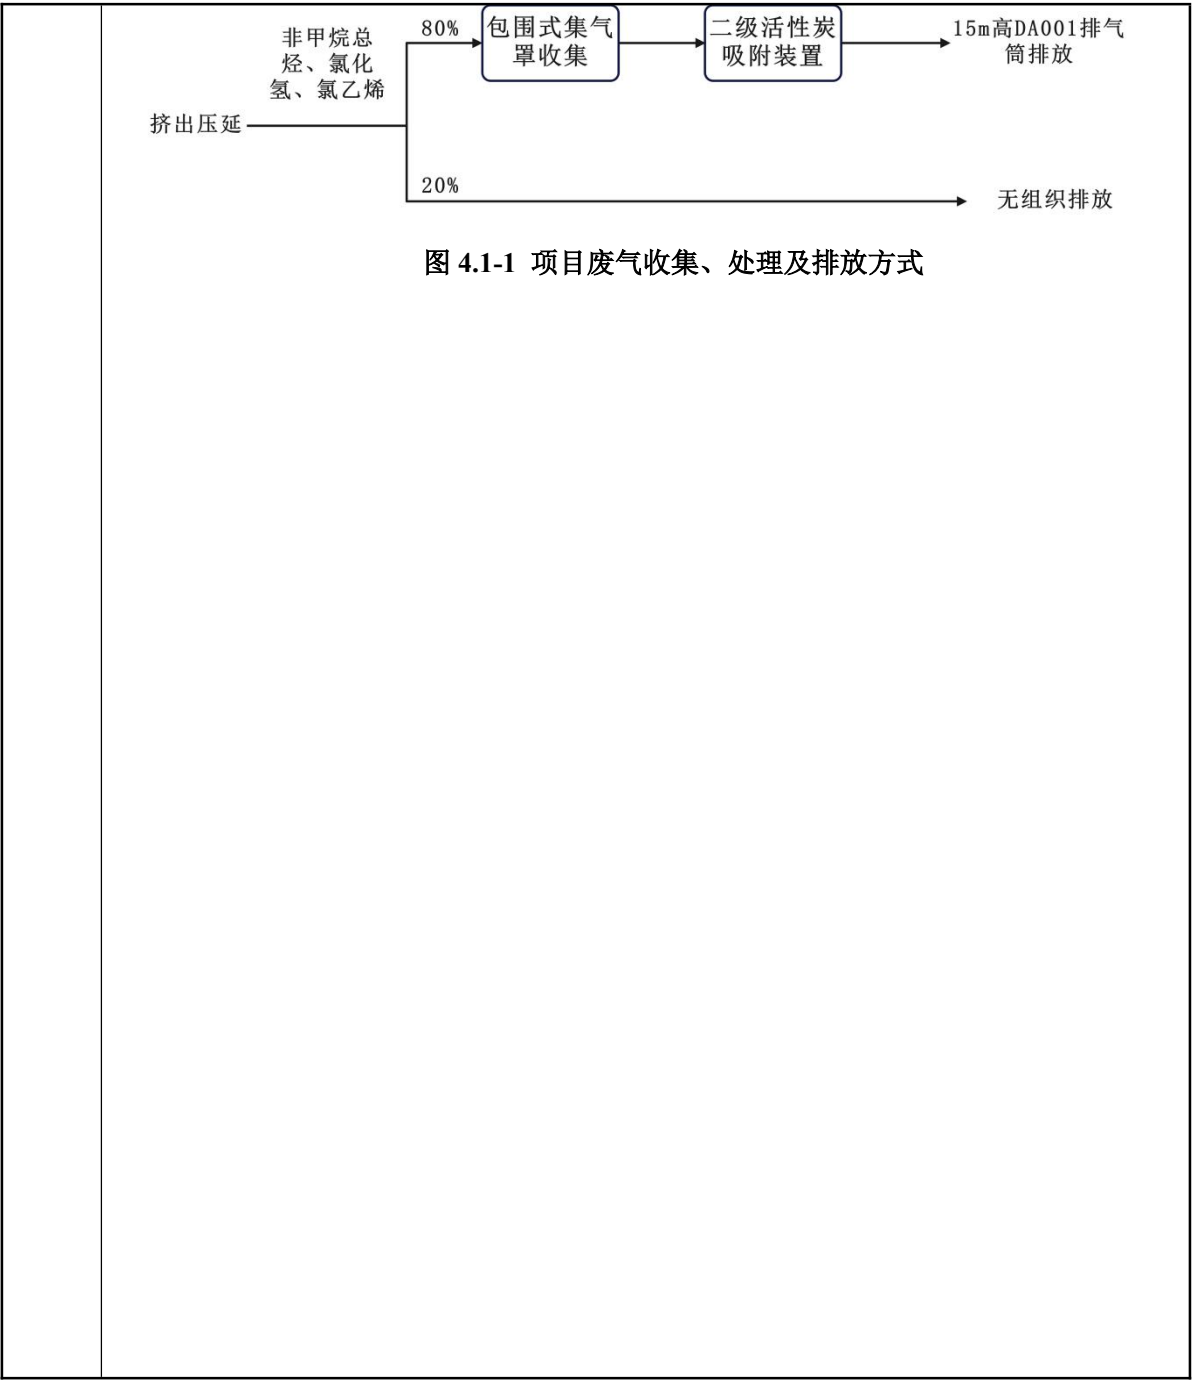 挤出压延
非甲烷总
烃、氯化
氢、氯乙烯
80%
包围式集气
罩收集
二级活性炭
吸附装置
15m高DA001排气
筒排放
20%
无组织排放
图 4.1-1 项目废气收集、处理及排放方式